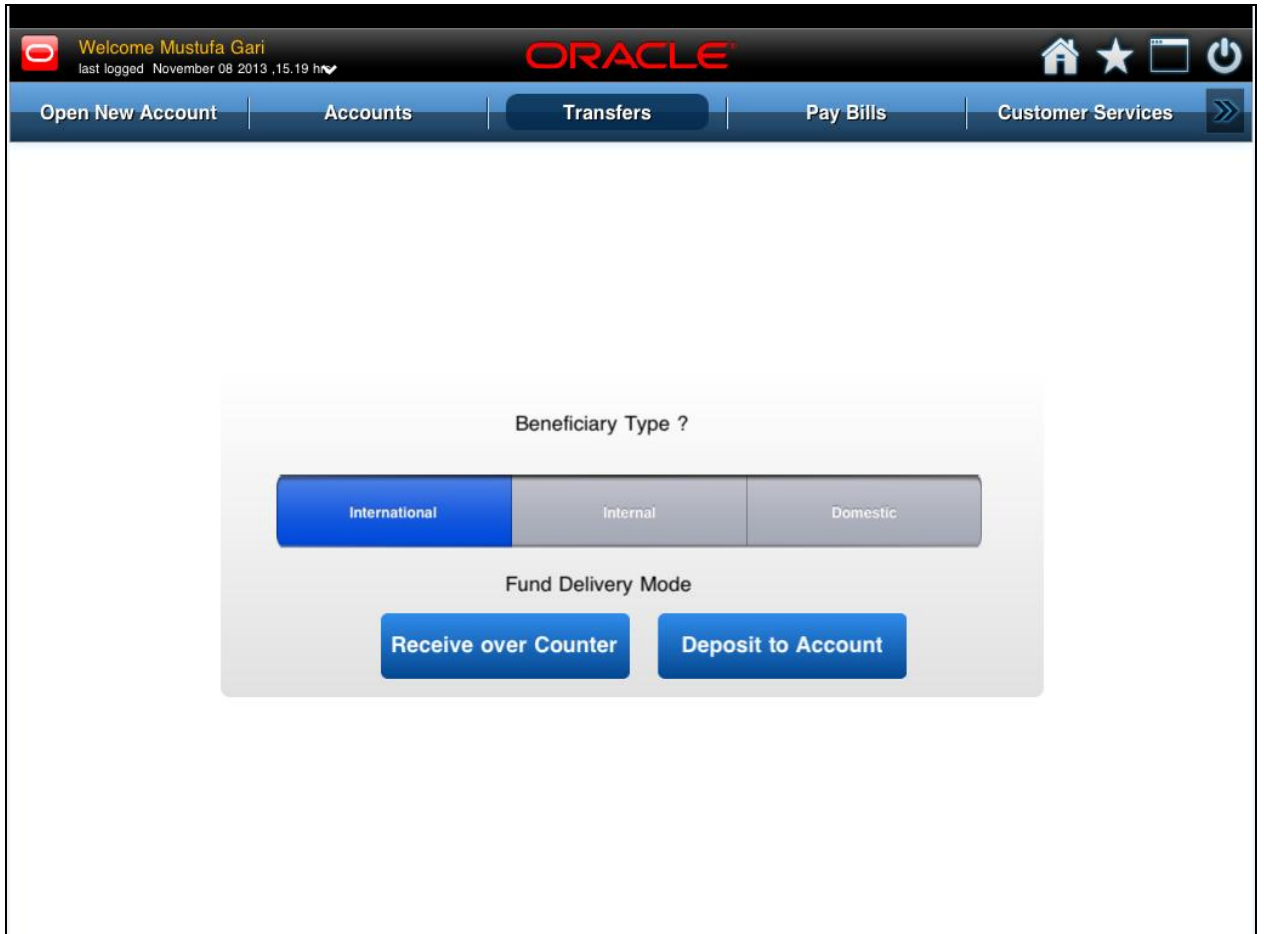 Welcome Mustufa Gari
last logged November 08 2013 ,15.19 hr
ORACLE
Open New Account Accounts Transfers Pay Bills Customer Services
Beneficiary Type ?
International Internal Domestic
Fund Delivery Mode
Receive over Counter Deposit to Account